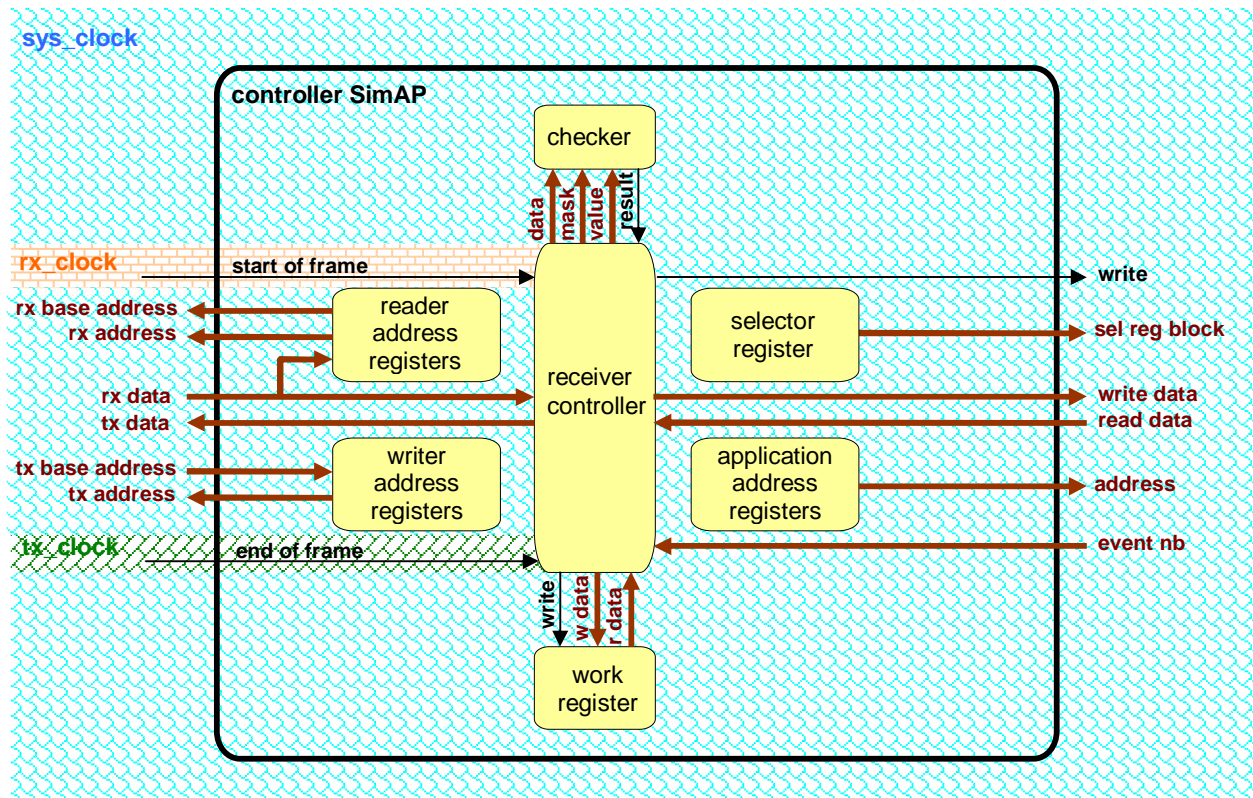 sys_clock
controller SimAP
checker
data
mask
value
result
rx_clock
start of frame
write
rx base address
rx address
reader
address
registers
selector
register
sel reg block
rx data
tx data
receiver
controller
write data
read data
tx base address
tx address
writer
address
registers
application
address
registers
address
tx_clock
end of frame
event nb
write
w data
r data
work
register